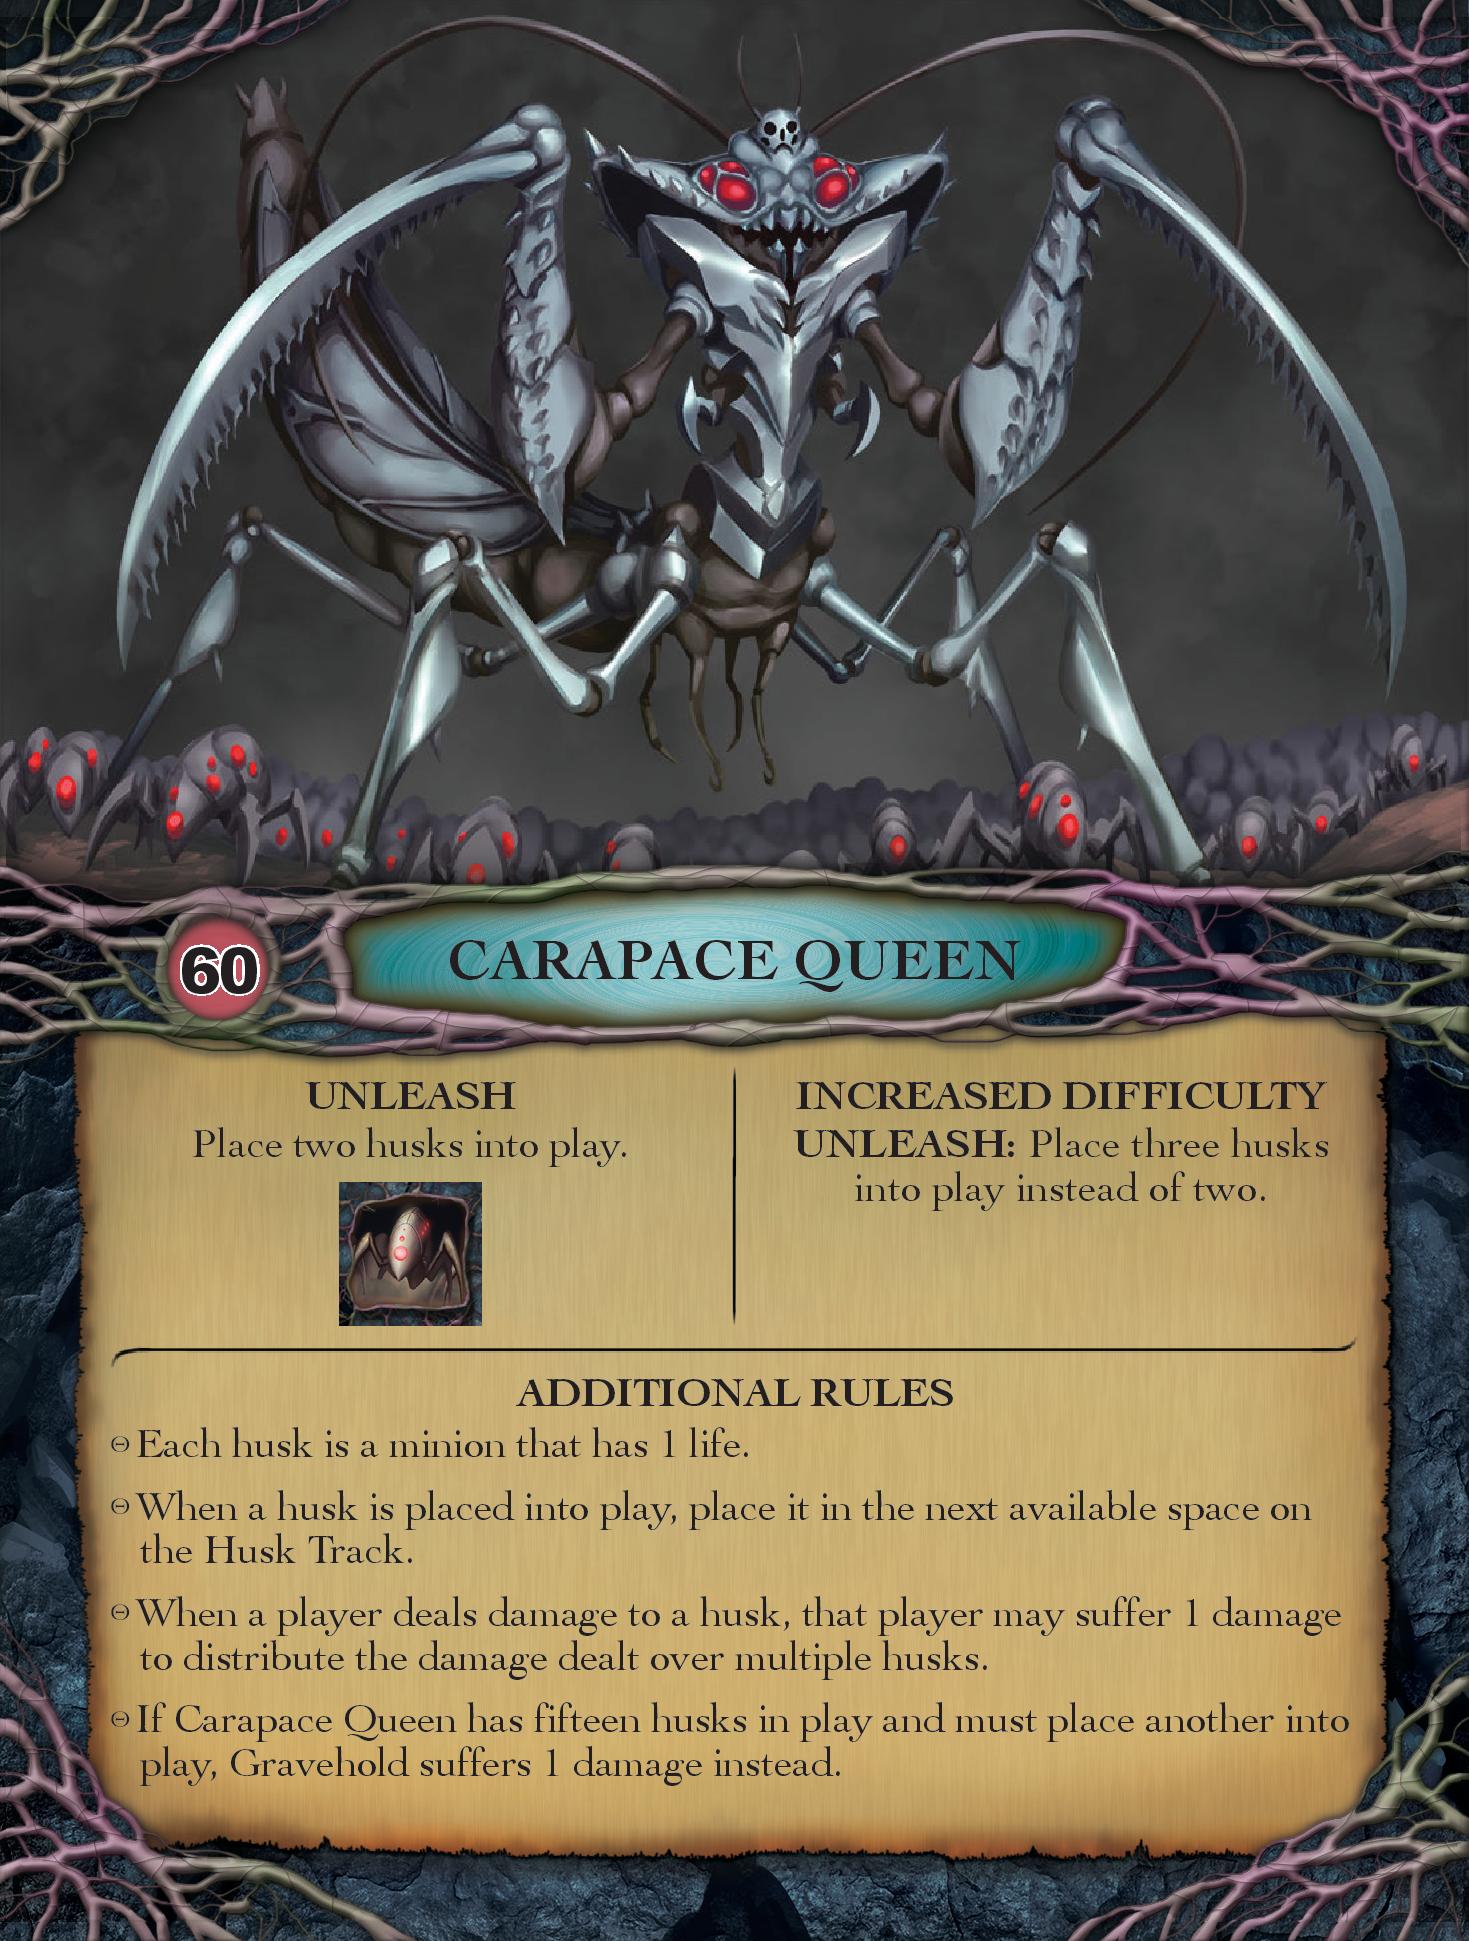 60
CARAPACE QUEEN
UNLEASH
Place two husks into play.
INCREASED DIFFICULTY
UNLEASH: Place three husks
into play instead of two.
ADDITIONAL RULES
Each husk is a minion that has 1 life.
When a husk is placed into play, place it in the next available space on
the Husk Track.
When a player deals damage to a husk, that player may suffer 1 damage
to distribute the damage dealt over multiple husks.
If Carapace Queen has fifteen husks in play and must place another into
play, Gravehold suffers 1 damage instead.